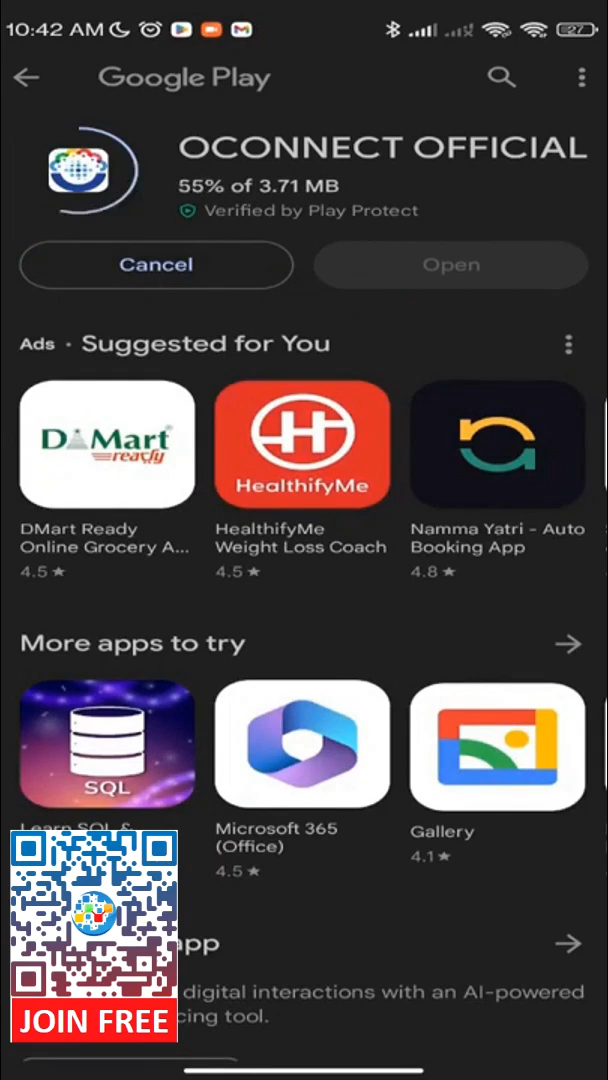 10:42 AM
27
Google Play
OCONNECT OFFICIAL
55% of 3.71 MB
Verified by Play Protect
Cancel
Open
Ads • Suggested for You
D Mart
ready
H
HealthifyMe
DMart Ready
Online Grocery A...
4.5★
HealthifyMe
Weight Loss Coach
4.5★
Namma Yatri - Auto
Booking App
4.8★
More apps to try
SQL
Learn SQL &
Microsoft 365
(Office)
4.5★
Gallery
4.1★
app
digital interactions with an AI-powered
tool.
JOIN FREE